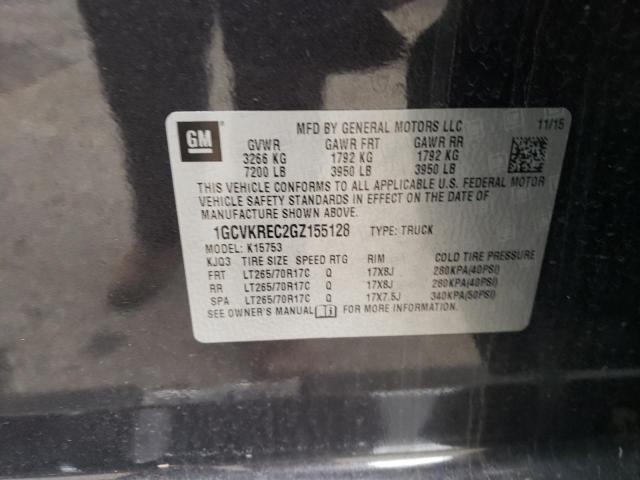 GM
MFD BY GENERAL MOTORS LLC 11/15
GVWR GAWR FRT GAWR RR
3266 KG 1792 KG 1792 KG
7200 LB 3950 LB 3950 LB
THIS VEHICLE CONFORMS TO ALL APPLICABLE U.S. FEDERAL MOTOR
VEHICLE SAFETY STANDARDS IN EFFECT ON THE DATE OF
MANUFACTURE SHOWN ABOVE.
1GCVKREC2GZ155128 TYPE: TRUCK
MODEL: K15753
KJQ3 TIRE SIZE SPEED RTG RIM COLD TIRE PRESSURE
FRT LT265/70R17C Q 17X8J 280KPA(40PSI)
RR LT265/70R17C Q 17X8J 280KPA(40PSI)
SPA LT265/70R17C Q 17X7.5J 340KPA(50PSI)
SEE OWNER'S MANUAL FOR MORE INFORMATION.